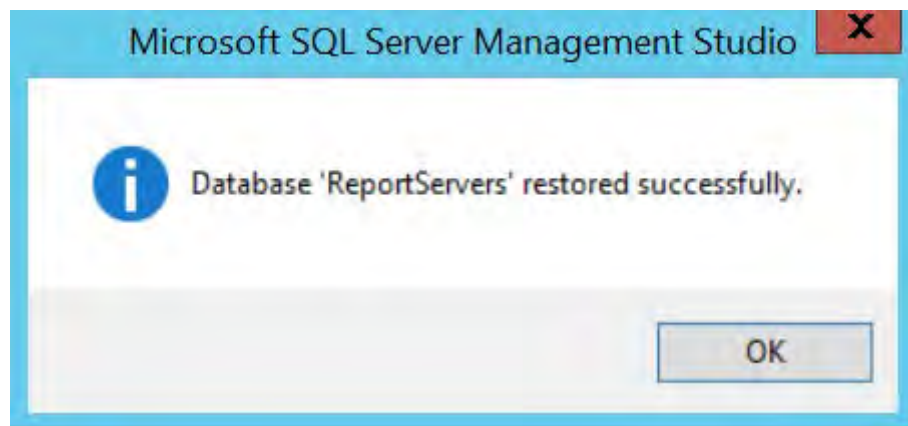 Microsoft SQL Server Management Studio
X
Database 'ReportServers' restored successfully.
OK